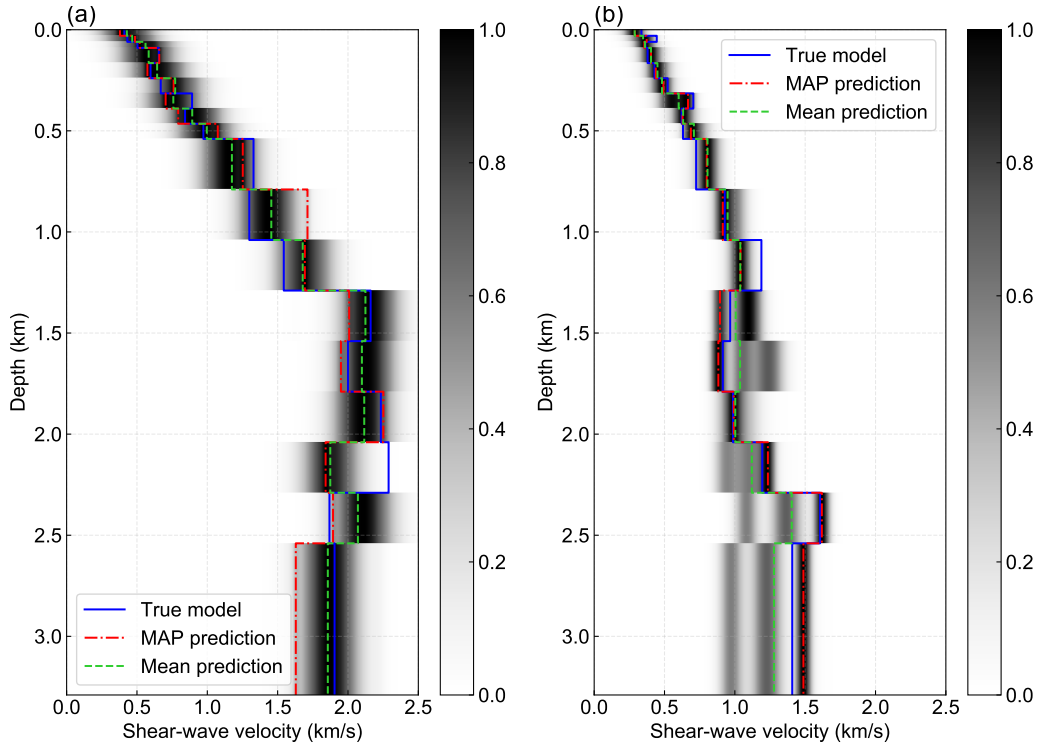 (a)
0.0
0.5
1.0
1.5
2.0
2.5
3.0
Depth (km)
0.0 0.5 1.0 1.5 2.0 2.5
Shear-wave velocity (km/s)
True model
MAP prediction
Mean prediction
1.0
0.8
0.6
0.4
0.2
0.0
(b)
0.0
0.5
1.0
1.5
2.0
2.5
3.0
Depth (km)
0.0 0.5 1.0 1.5 2.0 2.5
Shear-wave velocity (km/s)
True model
MAP prediction
Mean prediction
1.0
0.8
0.6
0.4
0.2
0.0